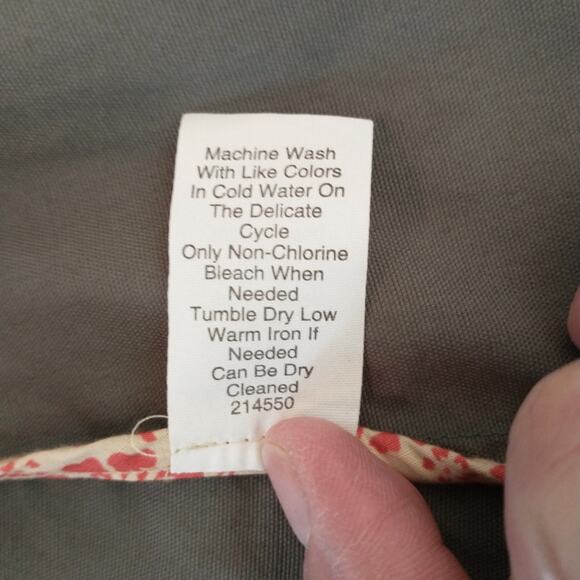 Machine Wash
With Like Colors
In Cold Water On
The Delicate
Cycle
Only Non-Chlorine
Bleach When
Needed
Tumble Dry Low
Warm Iron If
Needed
Can Be Dry
Cleaned
214550